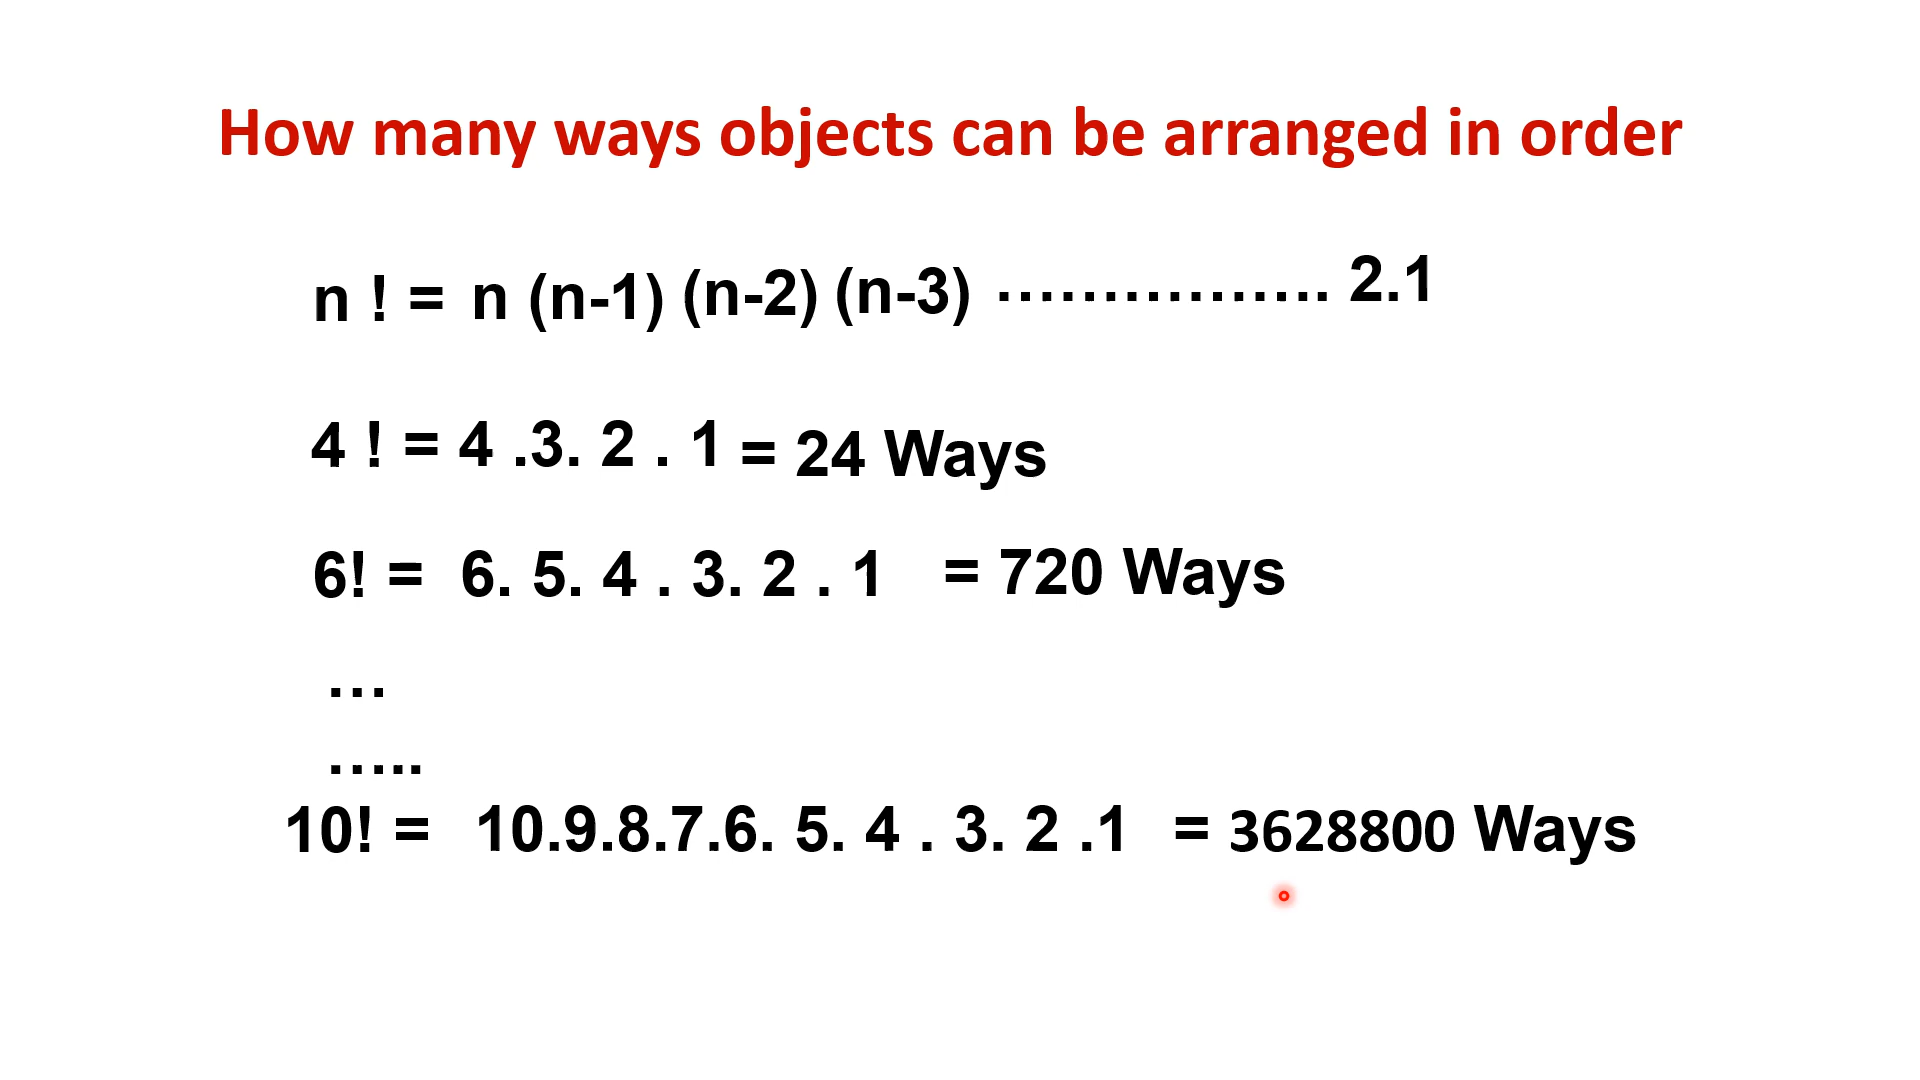 How many ways objects can be arranged in order
n ! = n (n-1) (n-2) (n-3) ................ 2.1
4 ! = 4 .3. 2 . 1 = 24 Ways
6! = 6. 5. 4 . 3. 2 . 1 = 720 Ways
...
.....
10! = 10.9.8.7.6. 5. 4 . 3. 2 .1 = 3628800 Ways